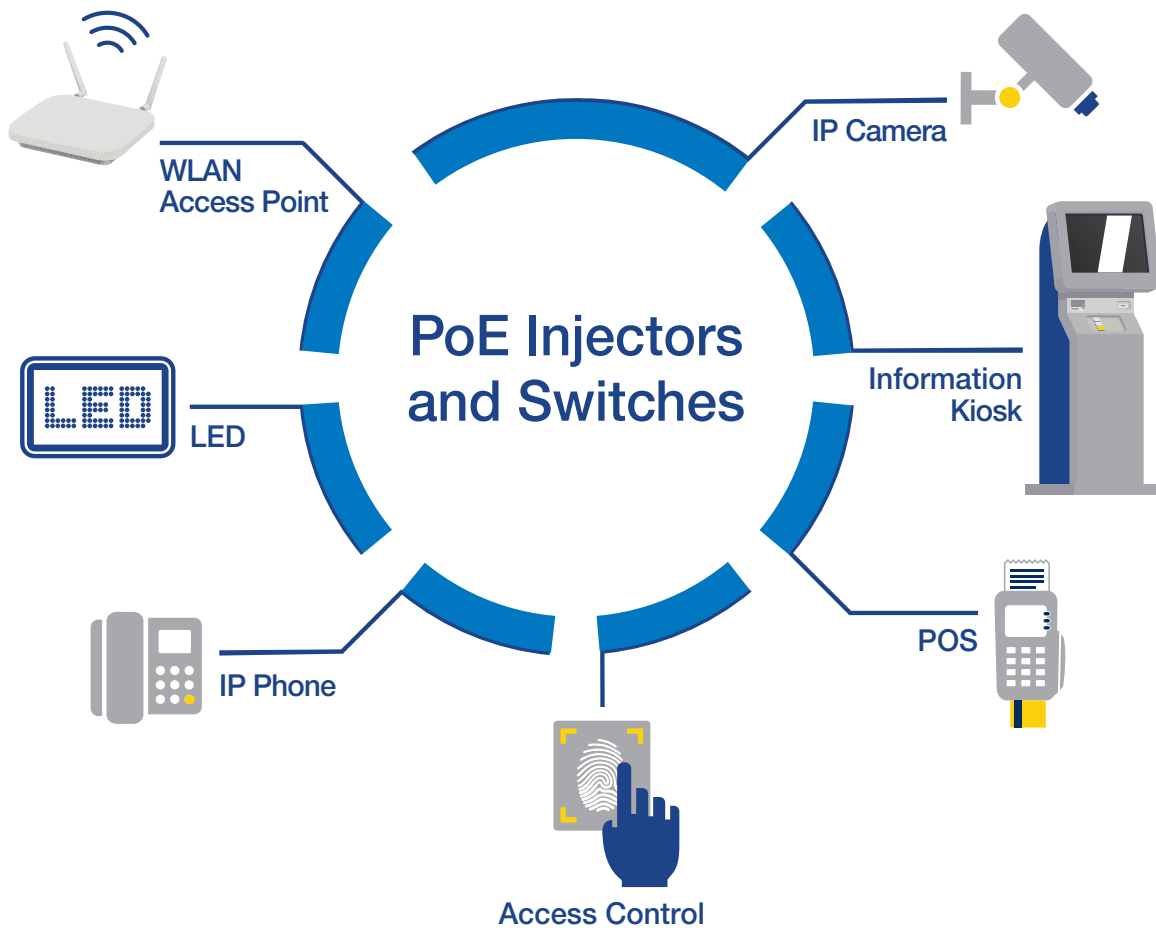 WLAN
Access Point
IP Camera
PoE Injectors
and Switches
Information
Kiosk
LED
LED
POS
IP Phone
Access Control